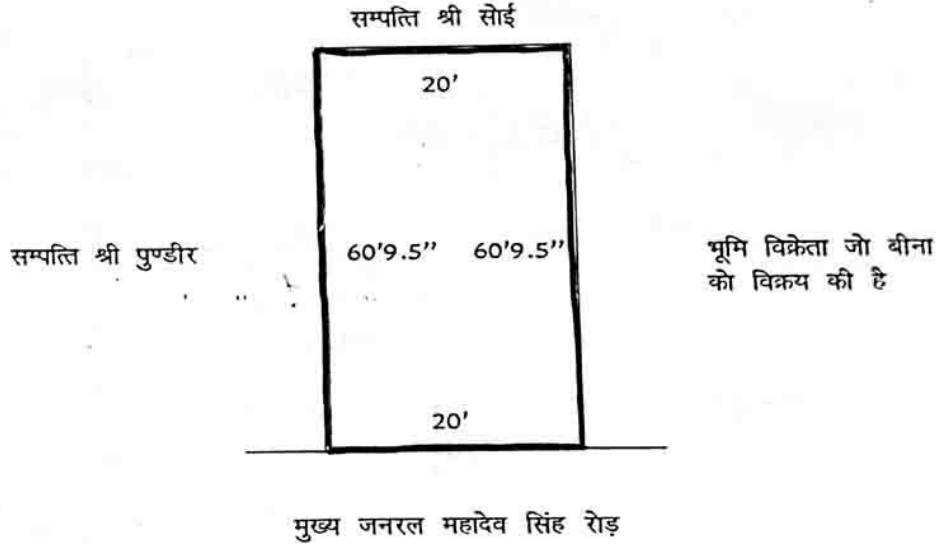 सम्पत्ति श्री सोई
20'
सम्पत्ति श्री पुण्डीर
60'9.5"
60'9.5"
भूमि विक्रेता जो बीना
को विक्रय की है
20'
मुख्य जनरल महादेव सिंह रोड़